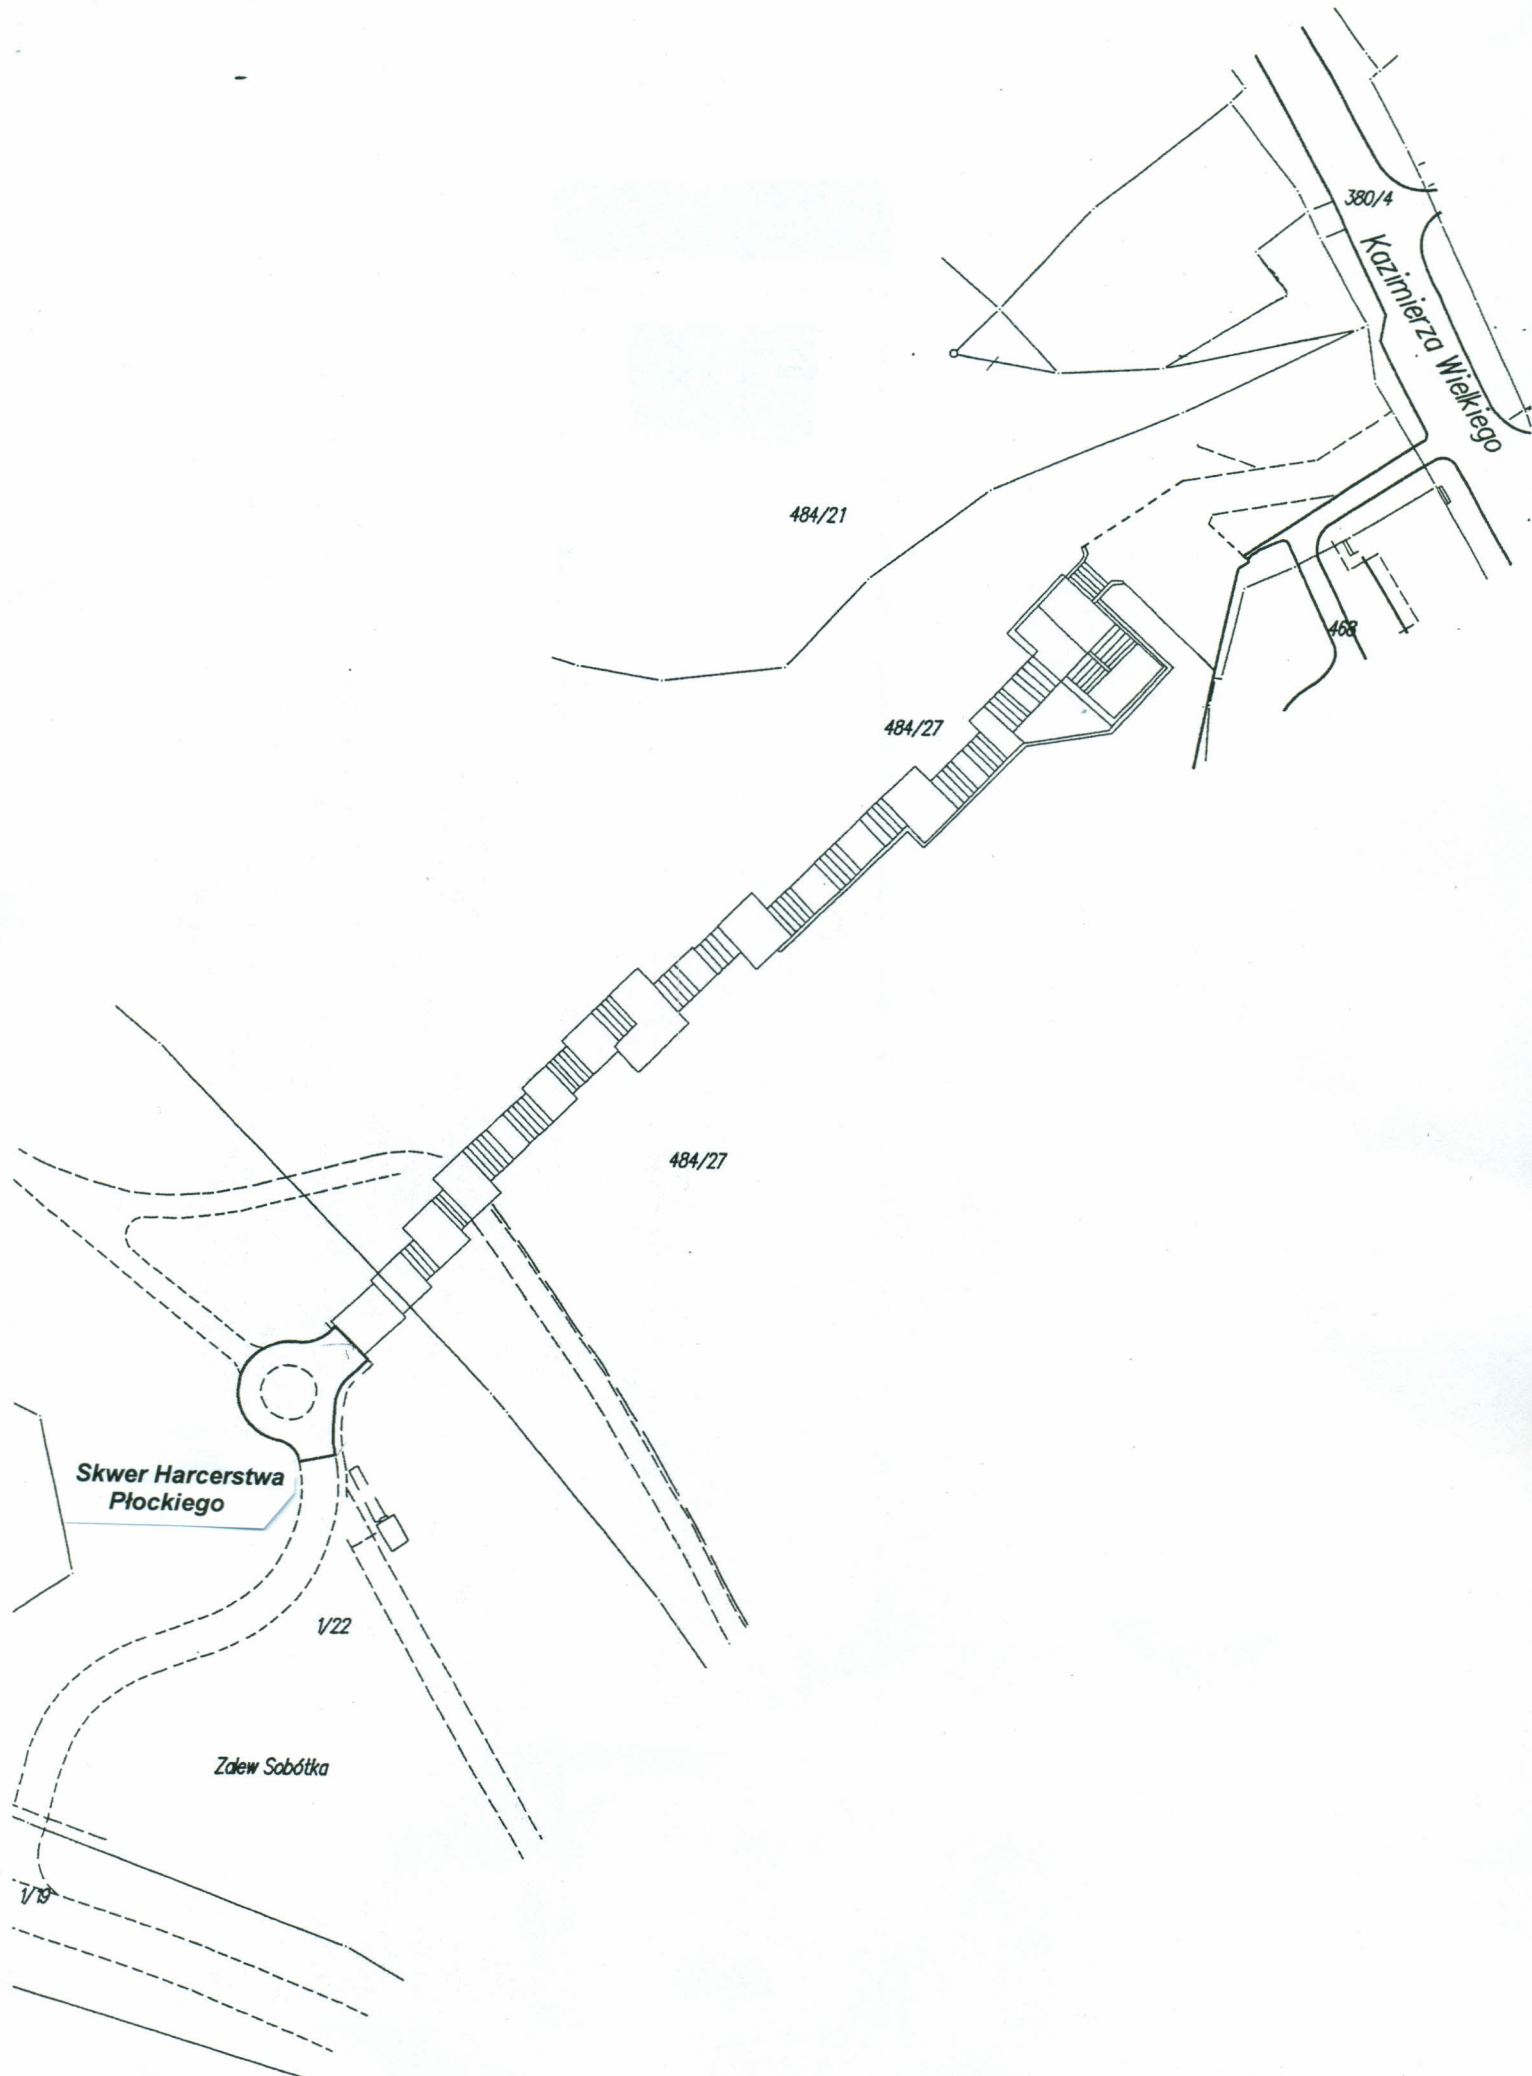 380/4
Kazimierza Wielkiego
484/21
468
484/27
484/27
Skwer Harcerstwa
Płockiego
1/22
Zalew Sobótka
1/19